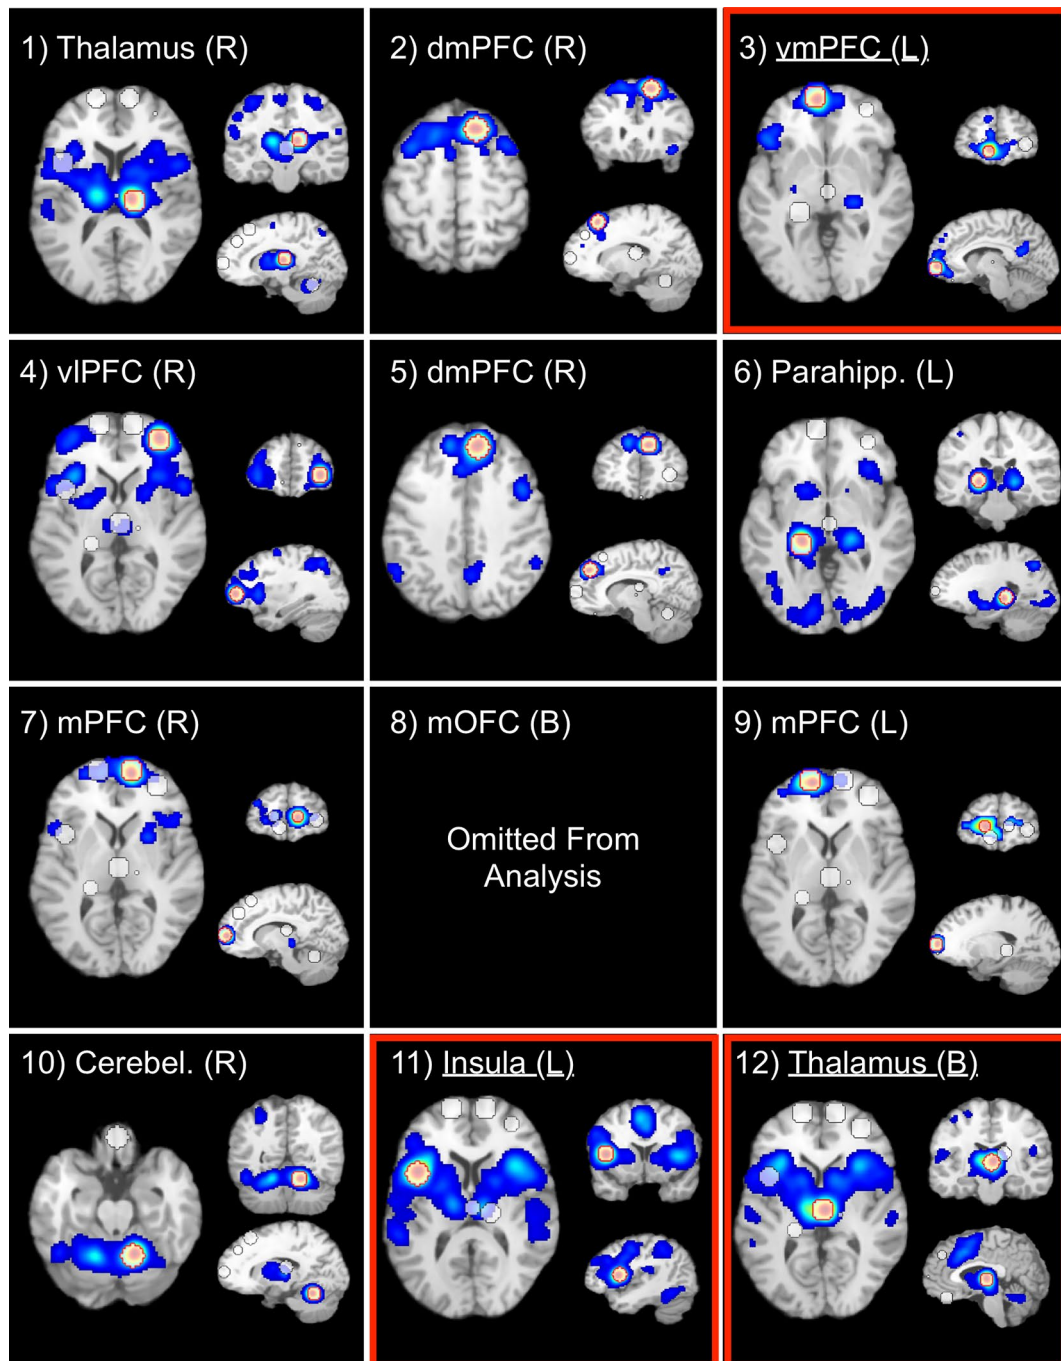 1) Thalamus (R)
2) dmPFC (R)
3) vmPFC (L)
4) vlPFC (R)
5) dmPFC (R)
6) Parahipp. (L)
7) mPFC (R)
8) mOFC (B)
9) mPFC (L)
Omitted From
Analysis
10) Cerebel. (R)
11) Insula (L)
12) Thalamus (B)